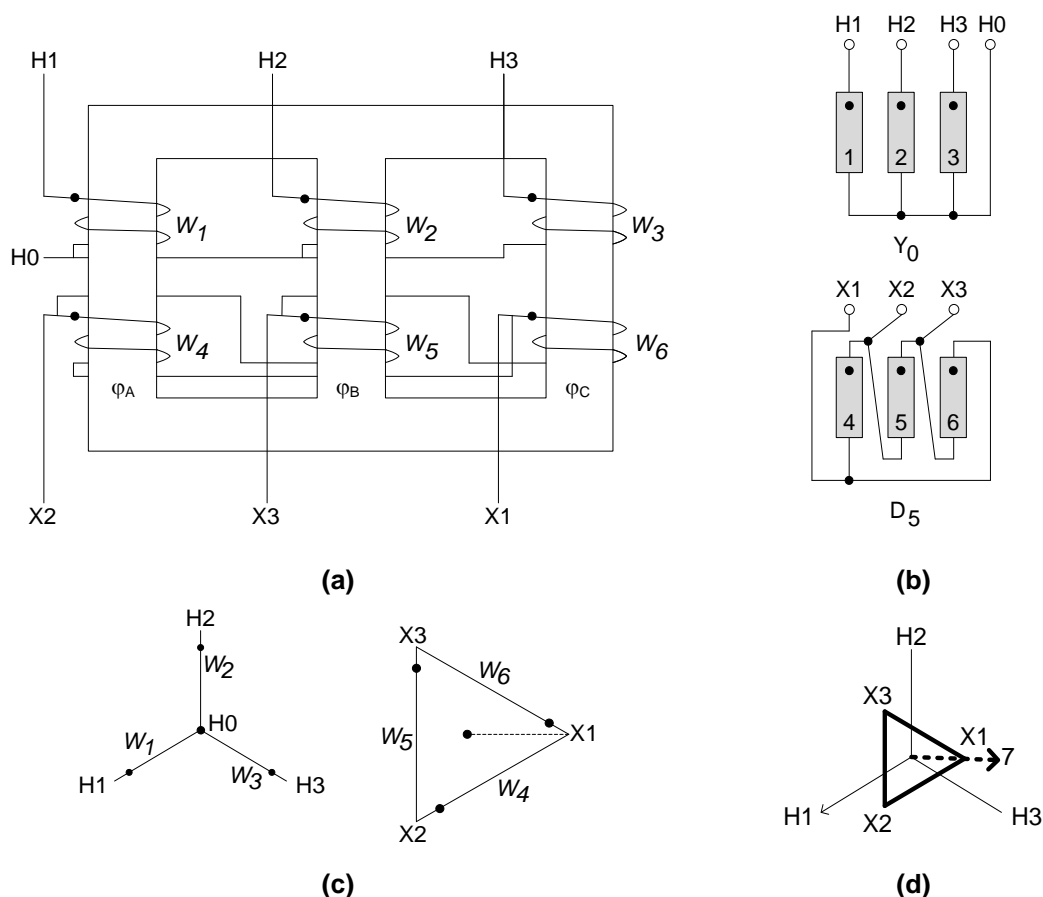 H1 H2 H3
W1 W2 W3
H0
W4 W5 W6
φA φB φC
X2 X3 X1
(a)
H1 H2 H3 H0
1 2 3
Y0
X1 X2 X3
4 5 6
D5
(b)
H2
W2
H0
W1 W3
H1 H3
X3
W6
W5 X1
W4
X2
(c)
H2
X3
X1 7
H1 X2 H3
(d)